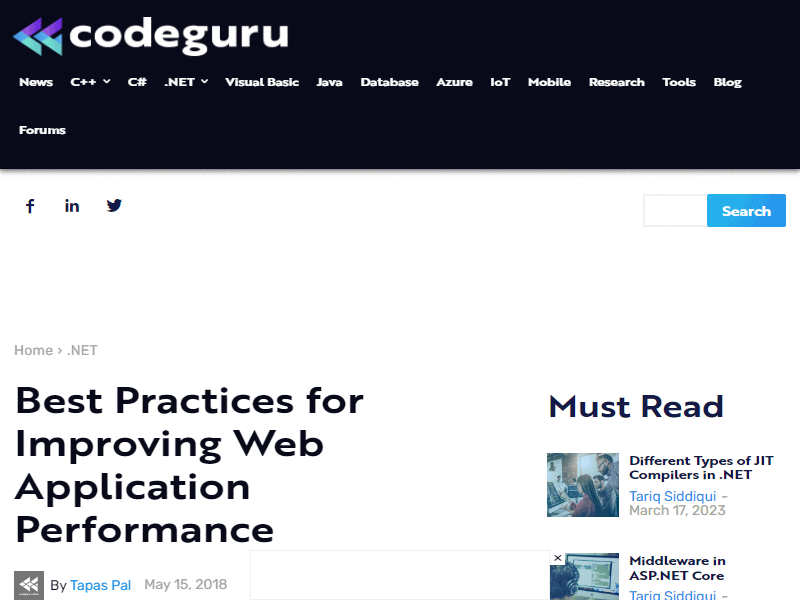 codeguru
News C++ C# .NET Visual Basic Java Database Azure IoT Mobile Research Tools Blog
Forums
Search
Home › .NET
Best Practices for
Improving Web
Application
Performance
By Tapas Pal May 15, 2018
Must Read
Different Types of JIT
Compilers in .NET
Tariq Siddiqui -
March 17, 2023
Middleware in
ASP.NET Core
Tariq Siddiqui -